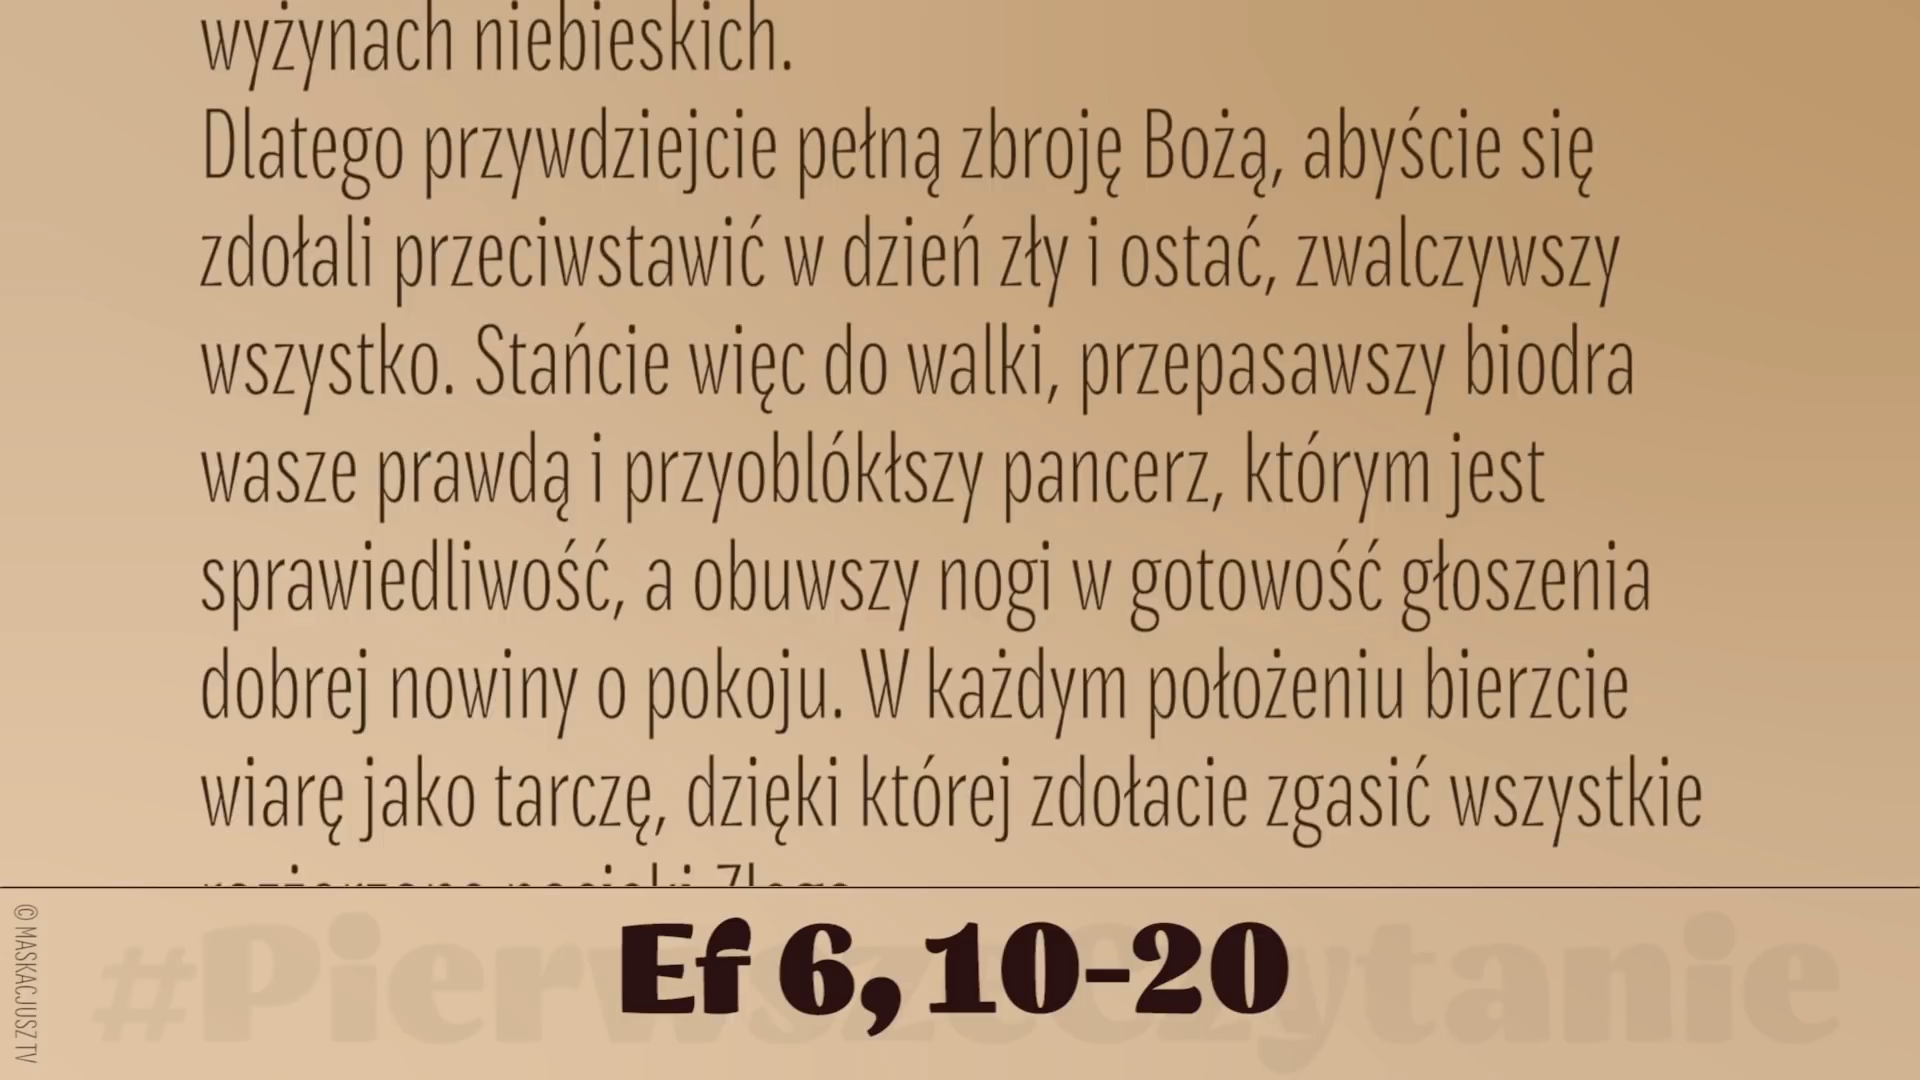 wyżynach niebieskich.
Dlatego przywdziejcie pełną zbroję Bożą, abyście się
zdołali przeciwstawić w dzień zły i ostać, zwalczywszy
wszystko. Stańcie więc do walki, przepasawszy biodra
wasze prawdą i przyoblókłszy pancerz, którym jest
sprawiedliwość, a obuwszy nogi w gotowość głoszenia
dobrej nowiny o pokoju. W każdym położeniu bierzcie
wiarę jako tarczę, dzięki której zdołacie zgasić wszystkie
#PierwszeCzytanie
Ef 6, 10-20
© MASKACJUSZ TV